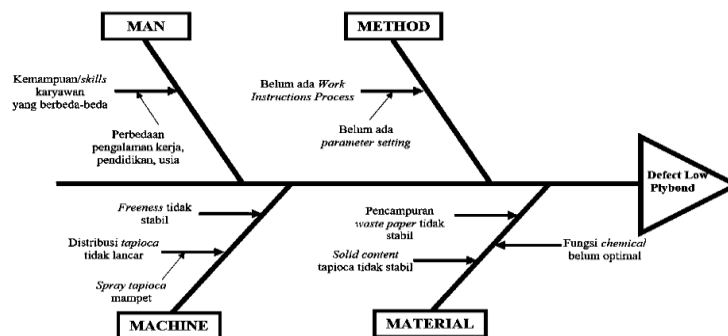 MAN
METHOD
Kemampuan/skills
karyawan
yang berbeda-beda
Perbedaan
pengalaman kerja,
pendidikan, usia
Belum ada Work
Instructions Process
Belum ada
parameter setting
Defect Low
Plybond
Freeness tidak
stabil
Distribusi tapioca
tidak lancar
Spray tapioca
mampet
Pencampuran
waste paper tidak
stabil
Solid content
tapioca tidak stabil
Fungsi chemical
belum optimal
MACHINE
MATERIAL